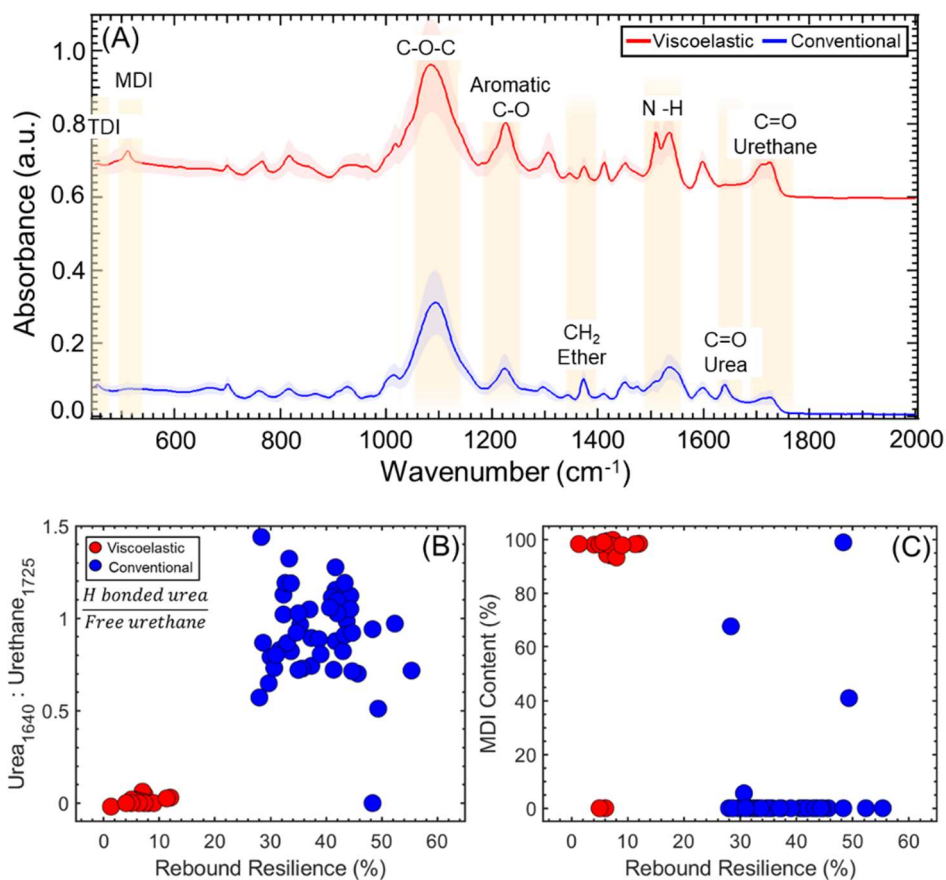 (A)
Viscoelastic Conventional
C-O-C
MDI
TDI
Aromatic
C-O
N -H
C=O
Urethane
CH2
Ether
C=O
Urea
1.0
0.8
0.6
0.4
0.2
0.0
Absorbance (a.u.)
600 800 1000 1200 1400 1600 1800 2000
Wavenumber (cm-1)
(B)
Viscoelastic
Conventional
H bonded urea
Free urethane
1.5
1
0.5
0
Urea1640 : Urethane1725
0 10 20 30 40 50 60
Rebound Resilience (%)
(C)
100
80
60
40
20
0
MDI Content (%)
0 10 20 30 40 50 60
Rebound Resilience (%)